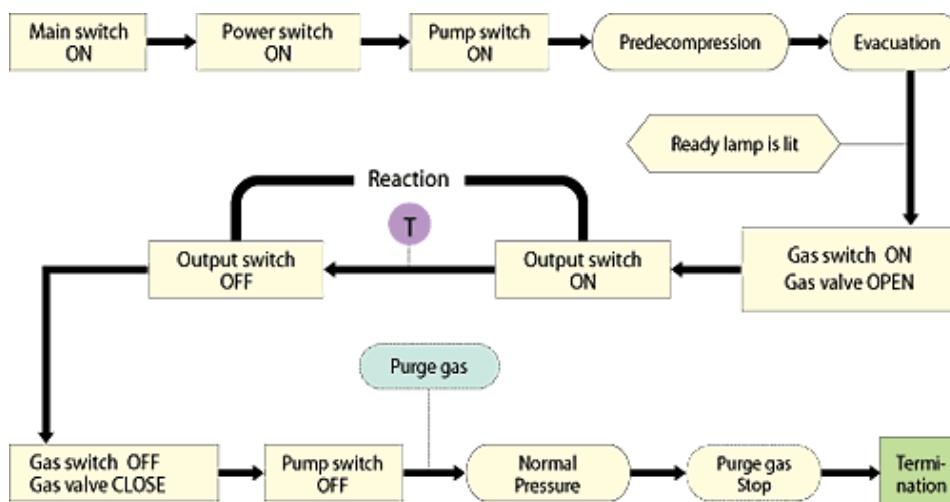 Main switch
ON
Power switch
ON
Pump switch
ON
Predecompression
Evacuation
Ready lamp is lit
Reaction
T
Gas switch ON
Gas valve OPEN
Output switch
ON
Output switch
OFF
Purge gas
Gas switch OFF
Gas valve CLOSE
Pump switch
OFF
Normal
Pressure
Purge gas
Stop
Termi-
nation